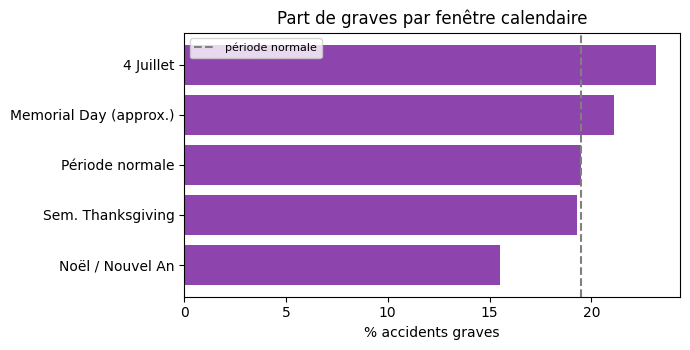 Part de graves par fenêtre calendaire
période normale
4 Juillet
Memorial Day (approx.)
Période normale
Sem. Thanksgiving
Noël / Nouvel An
0 5 10 15 20
% accidents graves